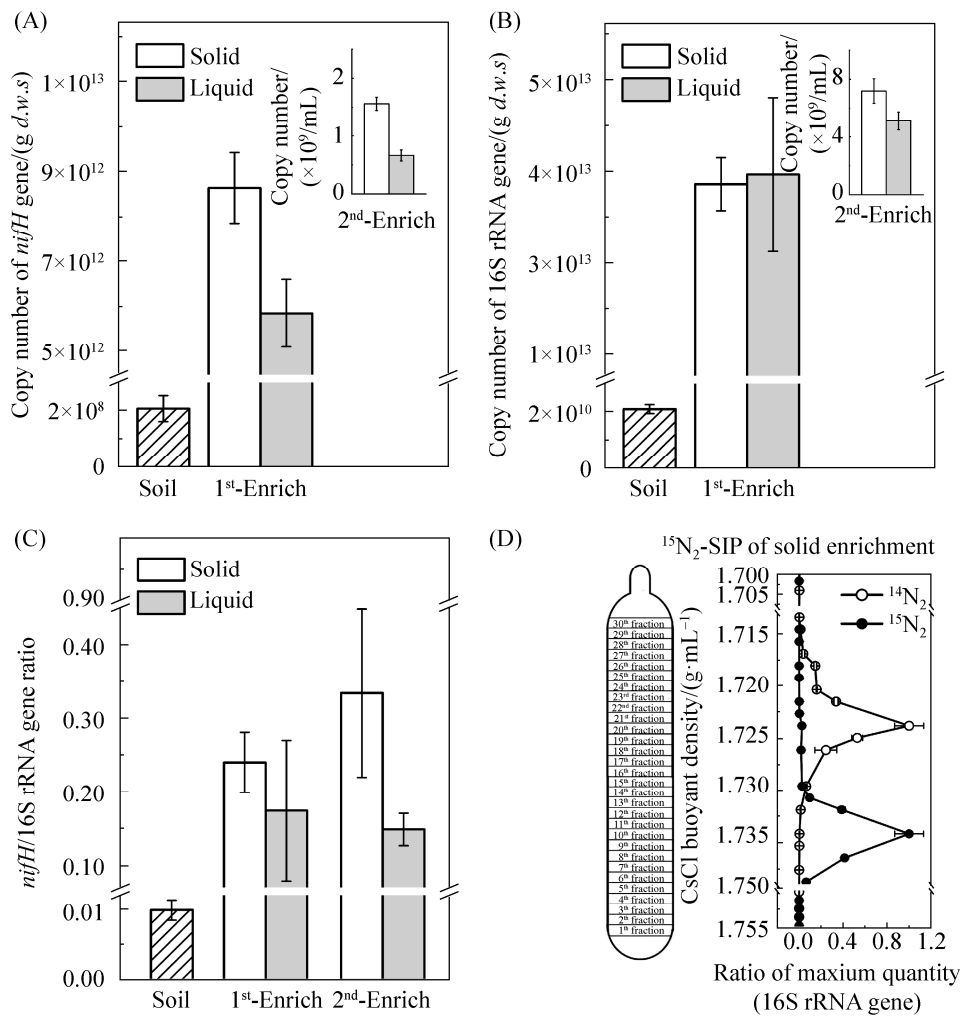 (A)
Copy number of nifH gene/(g d.w.s)
1×10¹³
9×10¹²
7×10¹²
5×10¹²
2×10⁸
0
Solid
Liquid
Copy number/
(×10⁹/mL)
2
1
0
2ⁿᵈ-Enrich
Soil
1ˢᵗ-Enrich
(B)
Copy number of 16S rRNA gene/(g d.w.s)
5×10¹³
4×10¹³
3×10¹³
1×10¹³
2×10¹⁰
0
Solid
Liquid
Copy number/
(×10⁹/mL)
8
4
0
2ⁿᵈ-Enrich
Soil
1ˢᵗ-Enrich
(C)
nifH/16S rRNA gene ratio
0.90
0.40
0.30
0.20
0.10
0.01
0.00
Solid
Liquid
Soil
1ˢᵗ-Enrich
2ⁿᵈ-Enrich
(D)
¹⁵N₂-SIP of solid enrichment
30ᵗʰ fraction
29ᵗʰ fraction
28ᵗʰ fraction
27ᵗʰ fraction
26ᵗʰ fraction
25ᵗʰ fraction
24ᵗʰ fraction
23ʳᵈ fraction
22ⁿᵈ fraction
21ˢᵗ fraction
20ᵗʰ fraction
19ᵗʰ fraction
18ᵗʰ fraction
17ᵗʰ fraction
16ᵗʰ fraction
15ᵗʰ fraction
14ᵗʰ fraction
13ᵗʰ fraction
12ᵗʰ fraction
11ᵗʰ fraction
10ᵗʰ fraction
9ᵗʰ fraction
8ᵗʰ fraction
7ᵗʰ fraction
6ᵗʰ fraction
5ᵗʰ fraction
4ᵗʰ fraction
3ᵗʰ fraction
2ᵗʰ fraction
1ᵗʰ fraction
CsCl buoyant density/(g·mL⁻¹)
1.700
1.705
1.715
1.720
1.725
1.730
1.735
1.750
1.755
¹⁴N₂
¹⁵N₂
0.0 0.4 0.8 1.2
Ratio of maxium quantity
(16S rRNA gene)